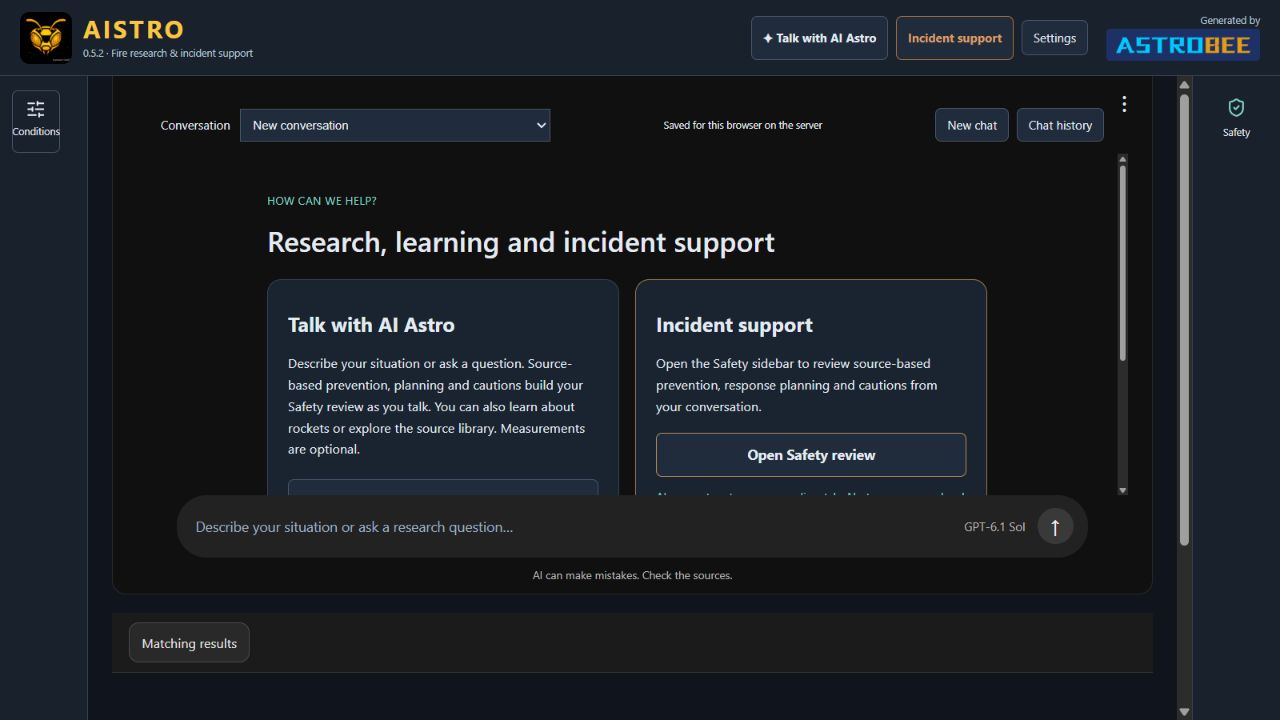 AISTRO
0.5.2 · Fire research & incident support
✦ Talk with AI Astro
Incident support
Settings
Generated by
ASTROBEE
Conditions
Conversation
New conversation
Saved for this browser on the server
New chat
Chat history
Safety
HOW CAN WE HELP?
Research, learning and incident support
Talk with AI Astro
Describe your situation or ask a question. Source-
based prevention, planning and cautions build your
Safety review as you talk. You can also learn about
rockets or explore the source library. Measurements
are optional.
Incident support
Open the Safety sidebar to review source-based
prevention, response planning and cautions from
your conversation.
Open Safety review
Describe your situation or ask a research question...
GPT-6.1 Sol
AI can make mistakes. Check the sources.
Matching results